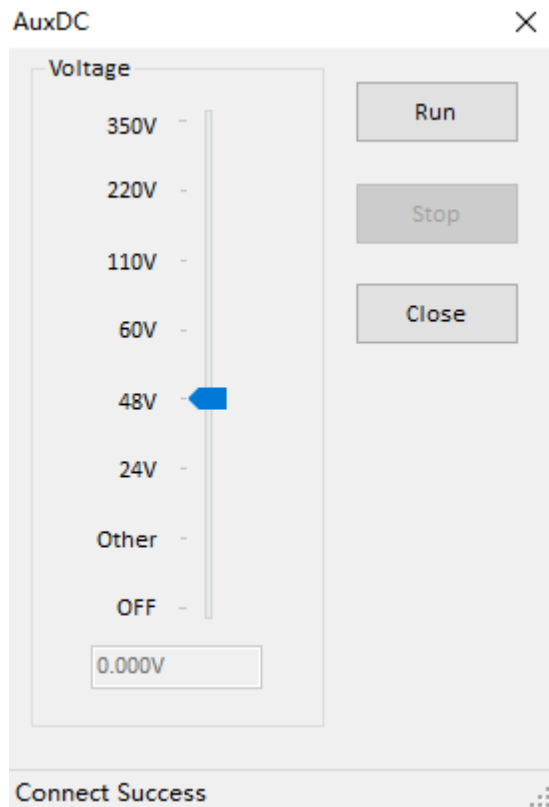 AuxDC
Voltage
350V
220V
110V
60V
48V
24V
Other
OFF
0.000V
Run
Stop
Close
Connect Success